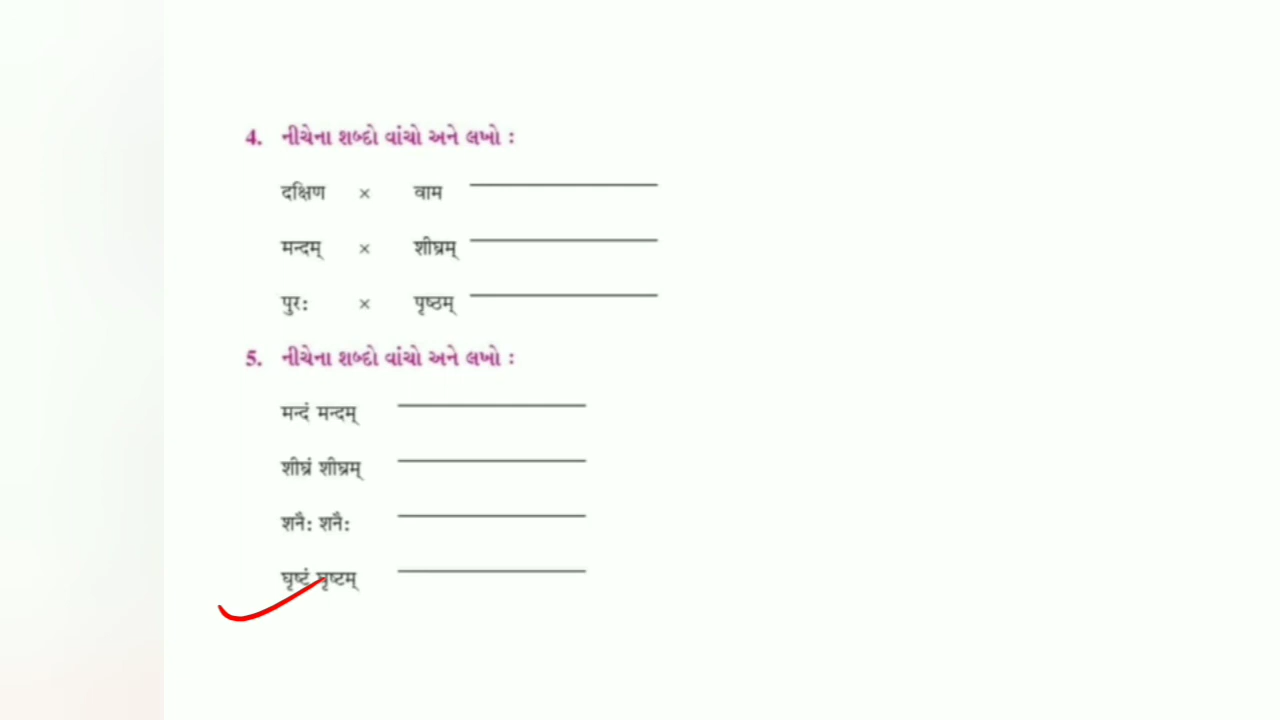 4. નીચેના શબ્દો વાંચો અને લખો :
दक्षिण × वाम
मन्दम् × शीघ्रम्
पुरः × पृष्ठम्
5. નીચેના શબ્દો વાંચો અને લખો :
मन्दं मन्दम्
शीघ्रं शीघ्रम्
शनैः शनैः
घृष्टं घृष्टम्